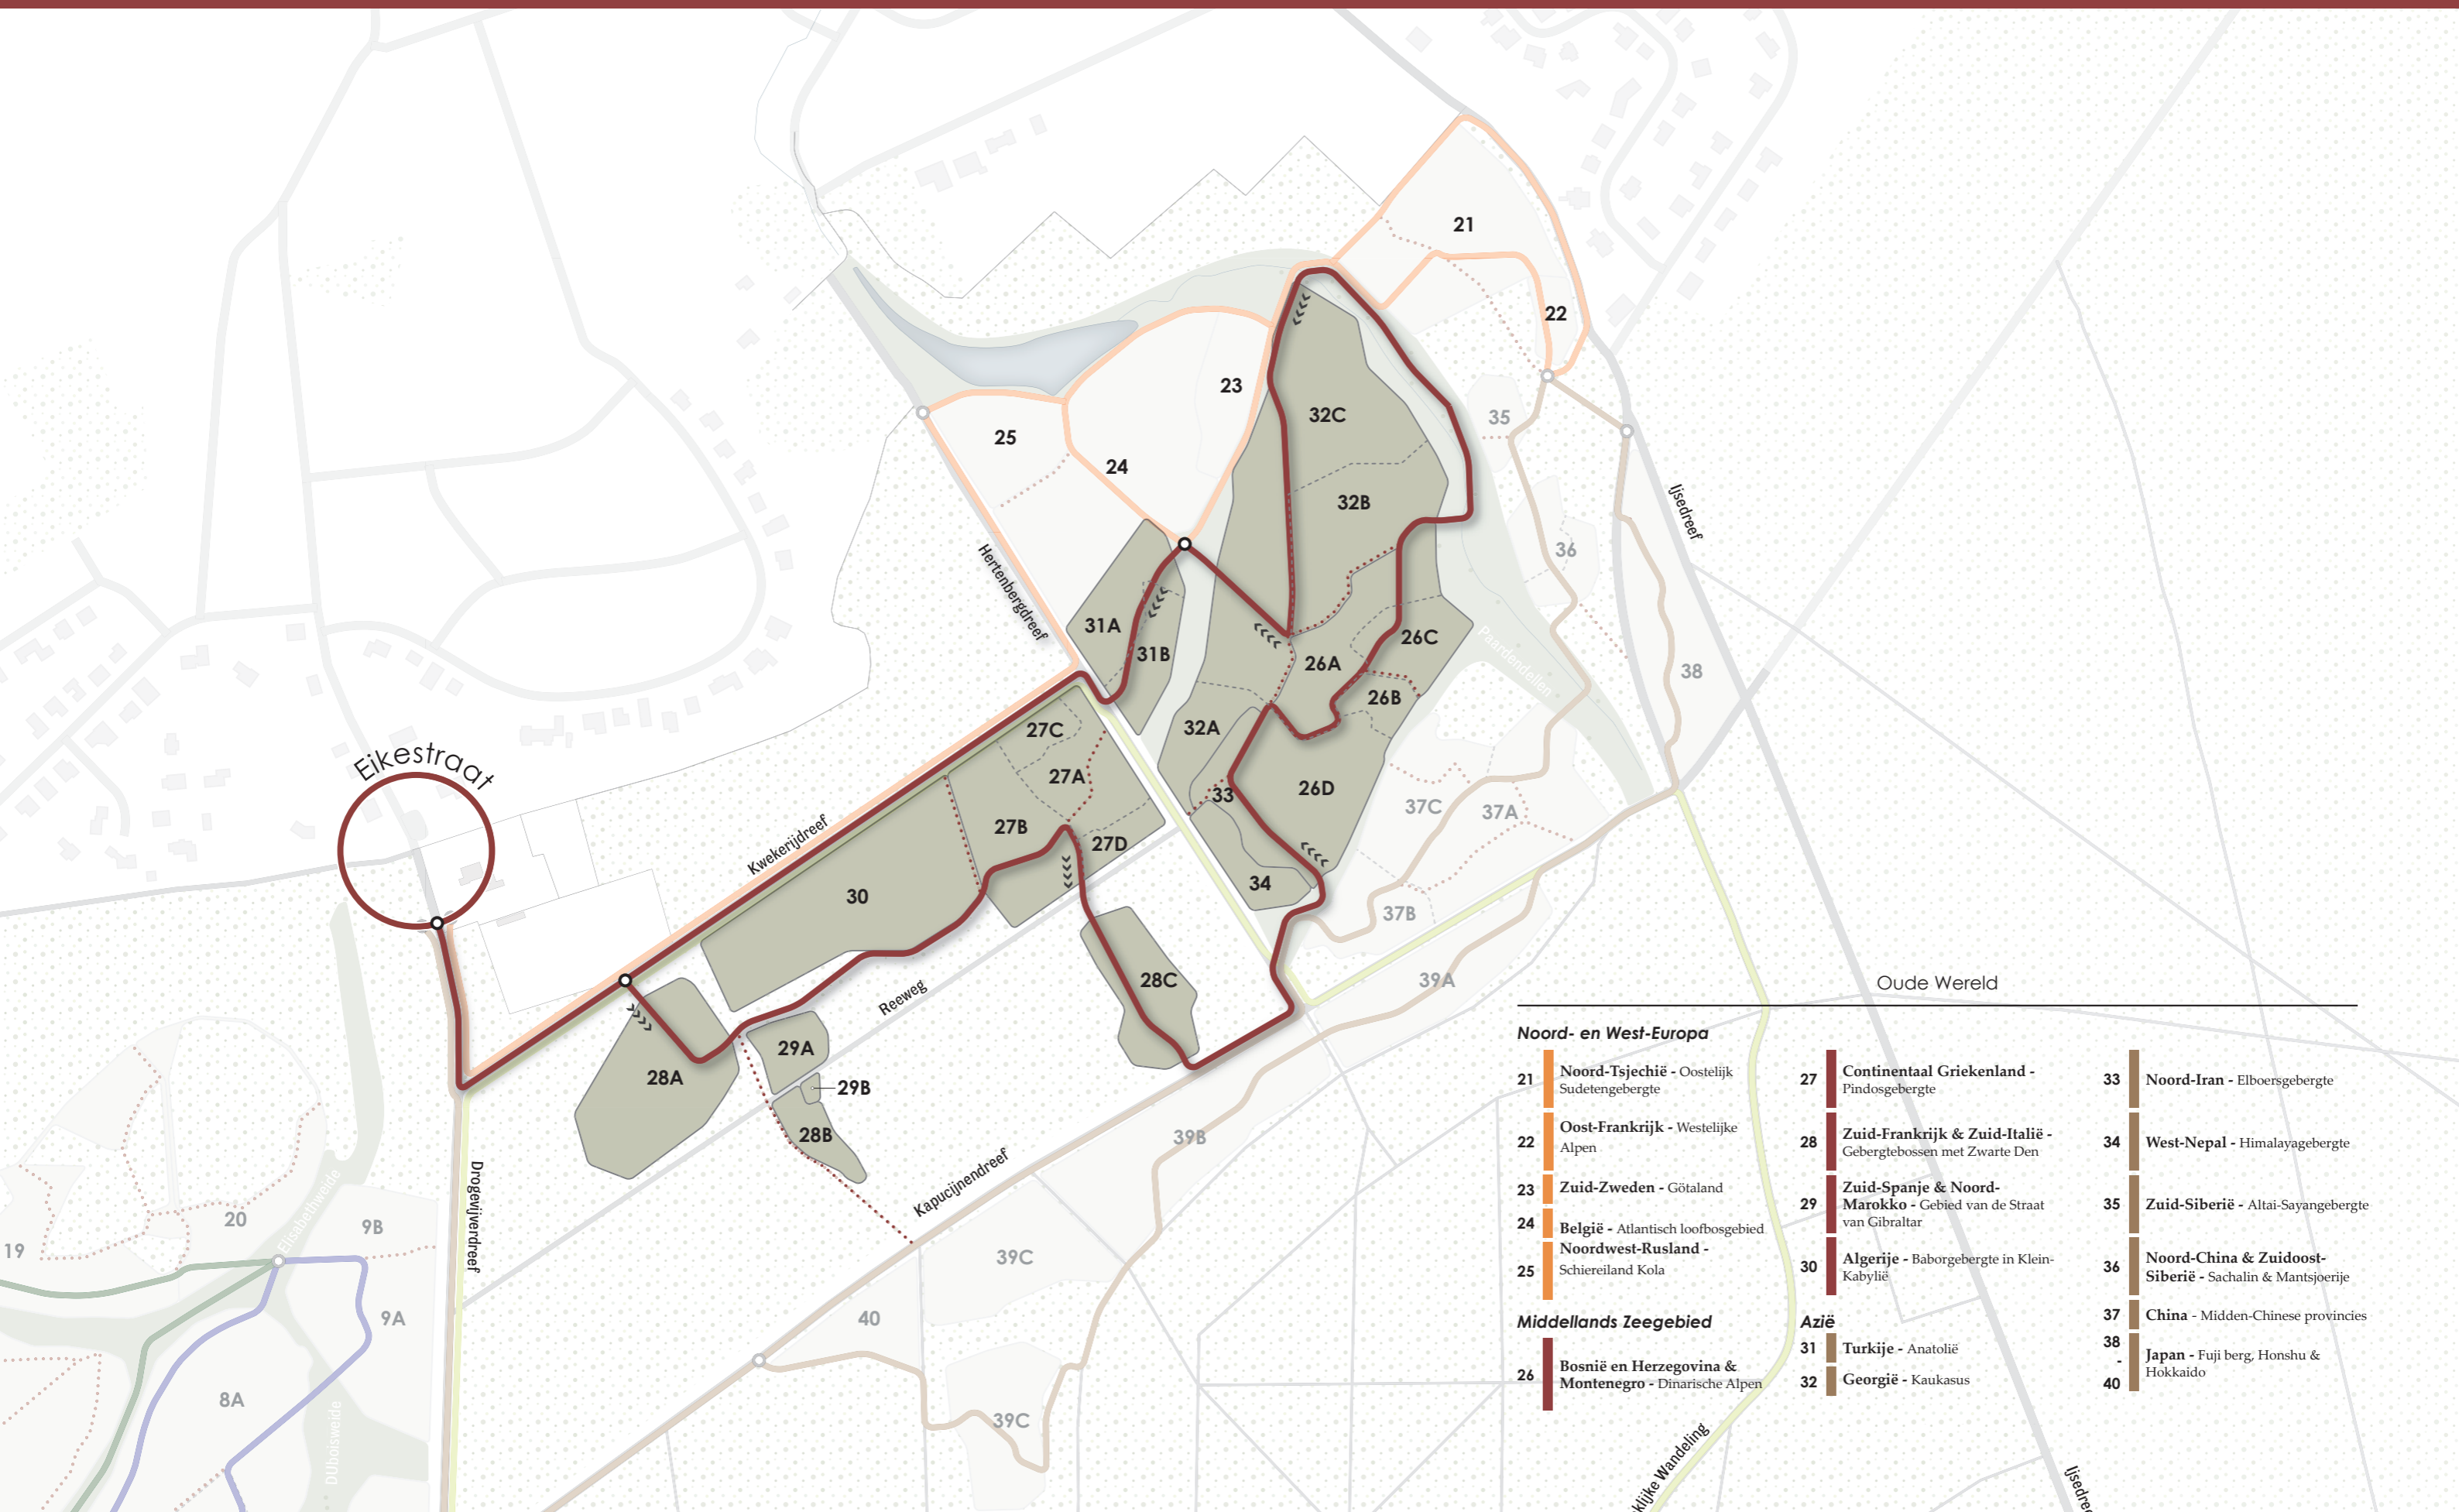 21
22
23
32C
35
25
24
32B
Ijsedreef
36
Hertenbergdreef
31A
31B
26C
26A
Paardendellen
38
26B
32A
27C
Eikestraat
27A
33
26D
37C
37A
Kwekerijdreef
27B
27D
34
30
37B
28C
39A
Reeweg
29A
28A
29B
28B
39B
Kapucijnendreef
Drogevijverdreef
20
Elisabethweide
9B
19
39C
9A
40
8A
DUboisweide
39C
Oude Wereld
Noord- en West-Europa
21 Noord-Tsjechië - Oostelijk
Sudetengebergte
22 Oost-Frankrijk - Westelijke
Alpen
23 Zuid-Zweden - Götaland
24 België - Atlantisch loofbosgebied
25 Noordwest-Rusland -
Schiereiland Kola
Middellands Zeegebied
26 Bosnië en Herzegovina &
Montenegro - Dinarische Alpen
27 Continentaal Griekenland -
Pindosgebergte
28 Zuid-Frankrijk & Zuid-Italië -
Gebergtebossen met Zwarte Den
29 Zuid-Spanje & Noord-
Marokko - Gebied van de Straat
van Gibraltar
30 Algerije - Baborgebergte in Klein-
Kabylië
Azië
31 Turkije - Anatolië
32 Georgië - Kaukasus
33 Noord-Iran - Elboersgebergte
34 West-Nepal - Himalayagebergte
35 Zuid-Siberië - Altai-Sayangebergte
36 Noord-China & Zuidoost-
Siberië - Sachalin & Mantsjoerije
37 China - Midden-Chinese provincies
38
-
40
Japan - Fuji berg, Honshu &
Hokkaido
klijke Wandeling
Ijsedree